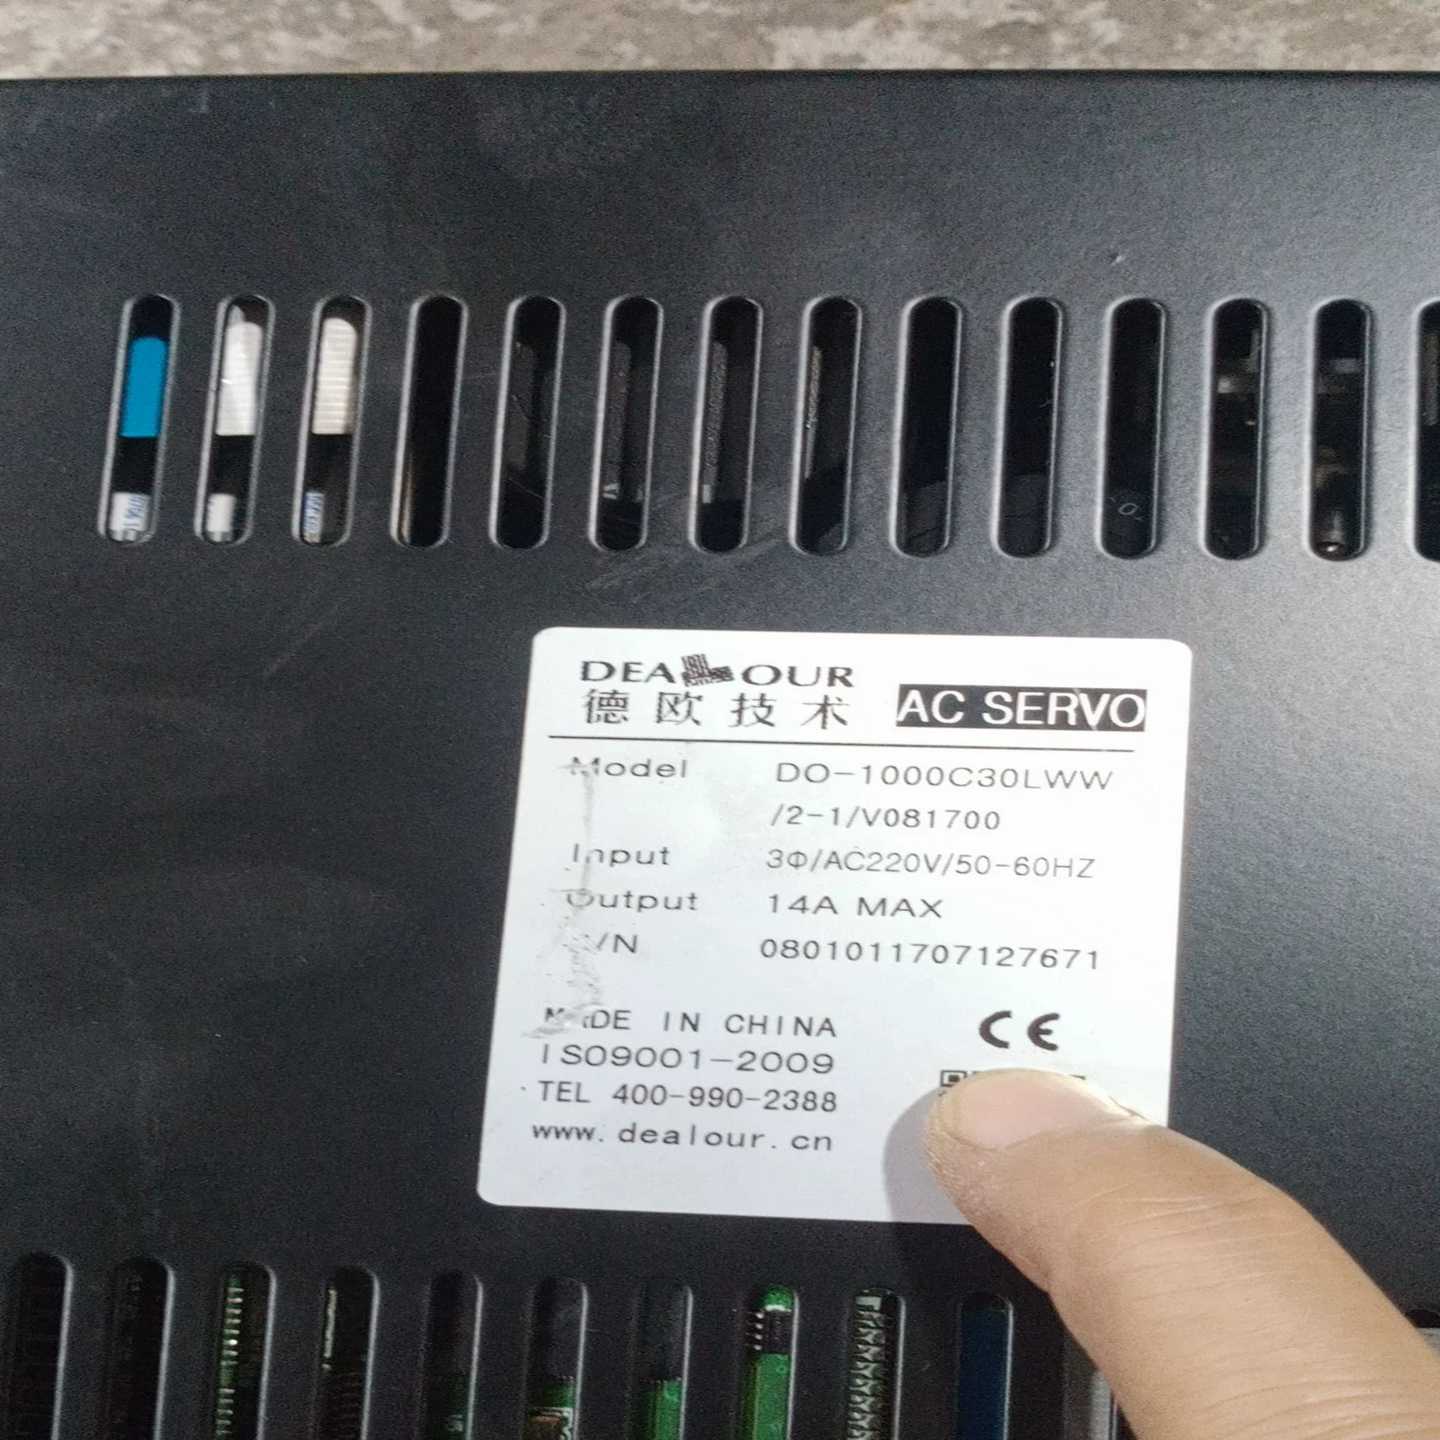 DEALOUR
德欧技术 AC SERVO
Model DO-1000C30LWW
/2-1/V081700
Input 3Φ/AC220V/50-60HZ
Output 14A MAX
/N 0801011707127671
MADE IN CHINA
ISO9001-2009
CE
TEL 400-990-2388
www.dealour.cn